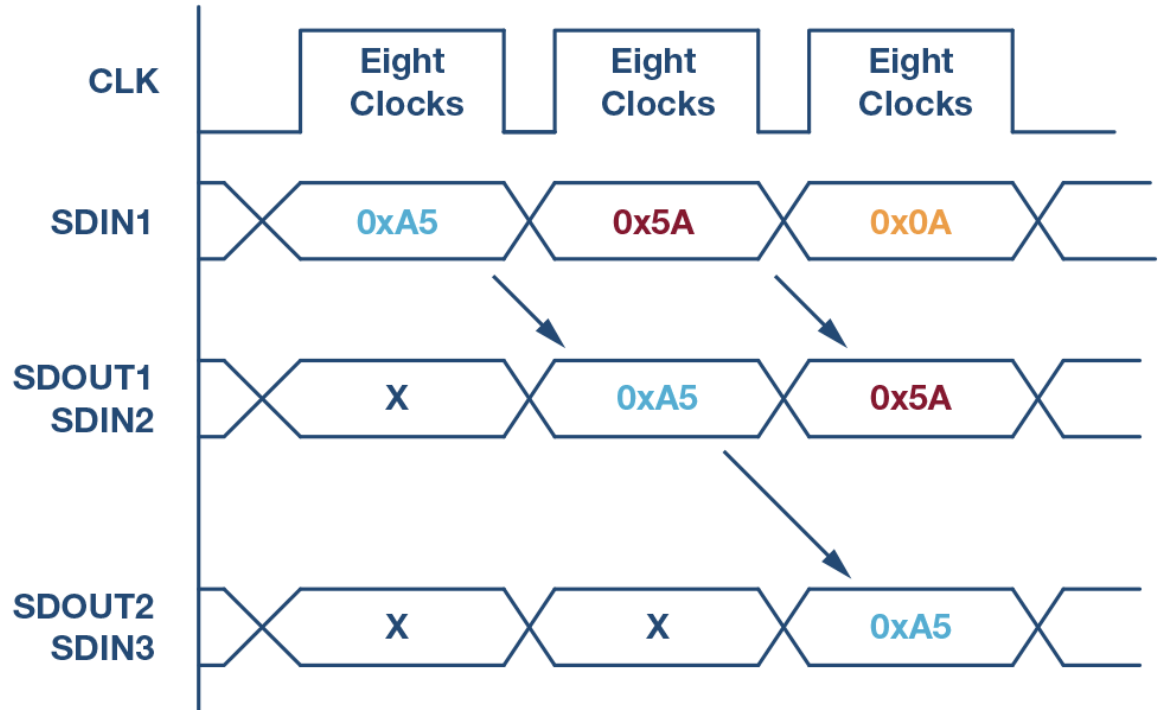 CLK
Eight Eight Eight
Clocks Clocks Clocks
SDIN1 0xA5 0x5A 0x0A
SDOUT1
SDIN2
X 0xA5 0x5A
SDOUT2
SDIN3
X X 0xA5